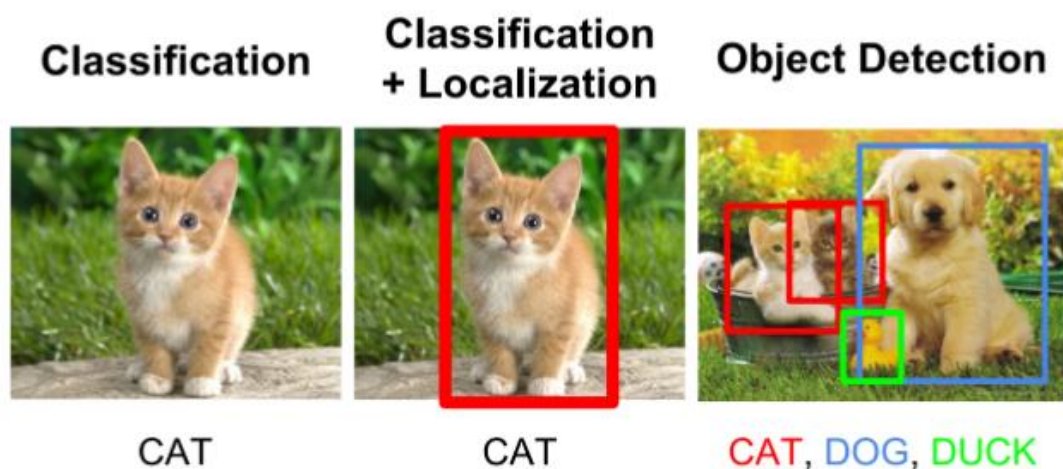 Classification
Classification
+ Localization
Object Detection
CAT
CAT
CAT, DOG, DUCK